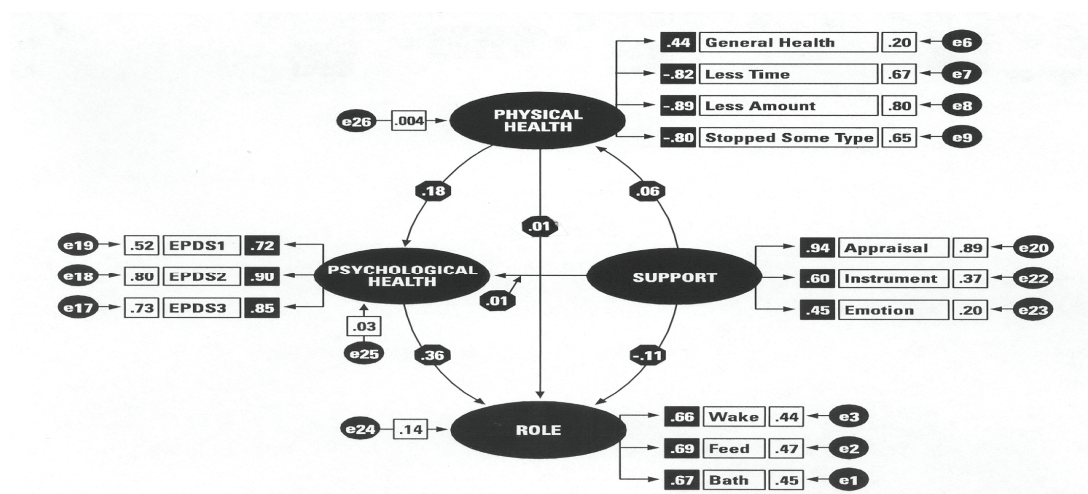 .44 General Health .20 e6
-.82 Less Time .67 e7
-.89 Less Amount .80 e8
-.80 Stopped Some Type .65 e9
e26 .004 PHYSICAL
HEALTH
.18
.06
.01
e19 .52 EPDS1 .72
e18 .80 EPDS2 .90
e17 .73 EPDS3 .85
PSYCHOLOGICAL
HEALTH
SUPPORT
.94 Appraisal .89 e20
.60 Instrument .37 e22
.45 Emotion .20 e23
.01
.03
e25
.36
-.11
e24 .14 ROLE
.66 Wake .44 e3
.69 Feed .47 e2
.67 Bath .45 e1